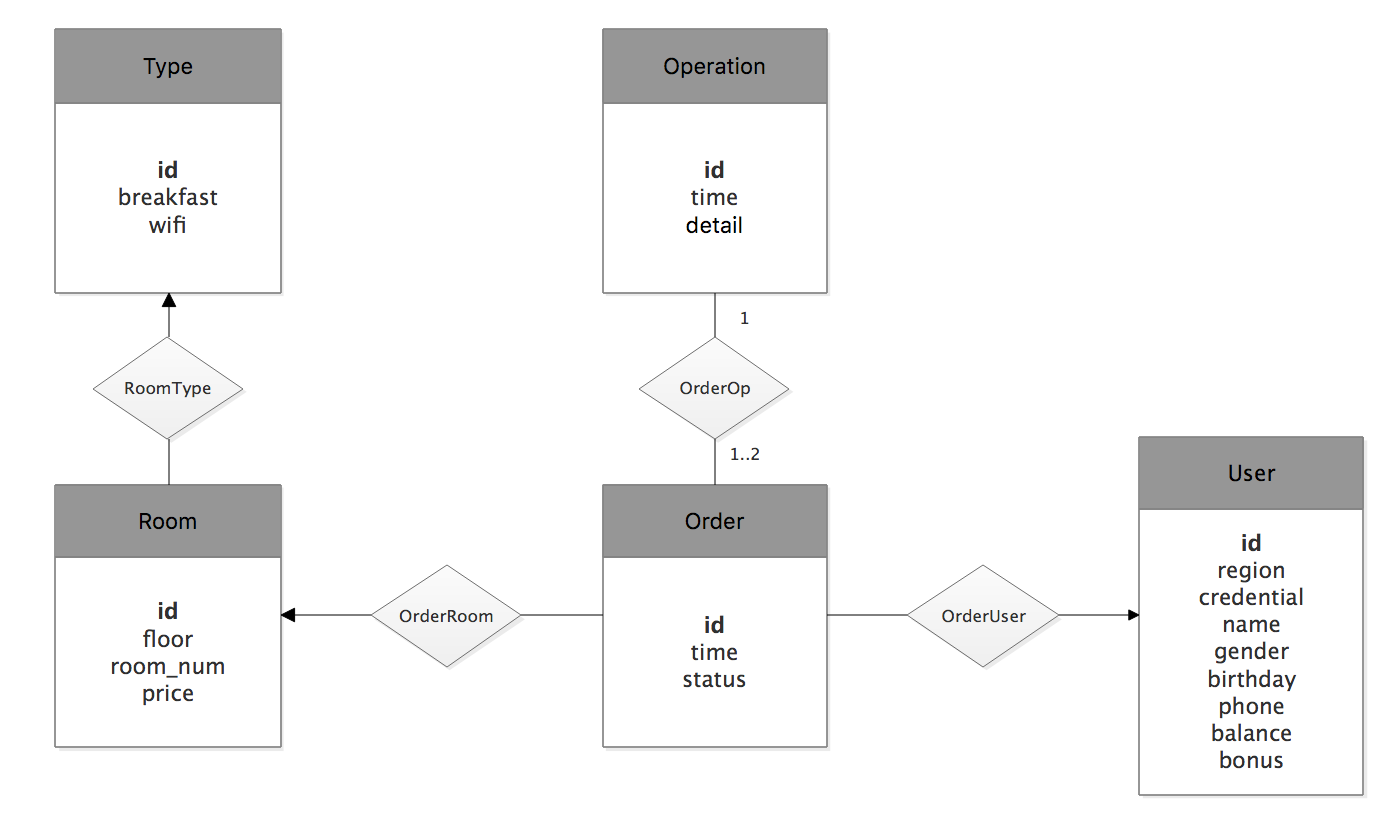 Type
id
breakfast
wifi
Operation
id
time
detail
1
RoomType
OrderOp
1..2
Room
id
floor
room_num
price
OrderRoom
Order
id
time
status
OrderUser
User
id
region
credential
name
gender
birthday
phone
balance
bonus